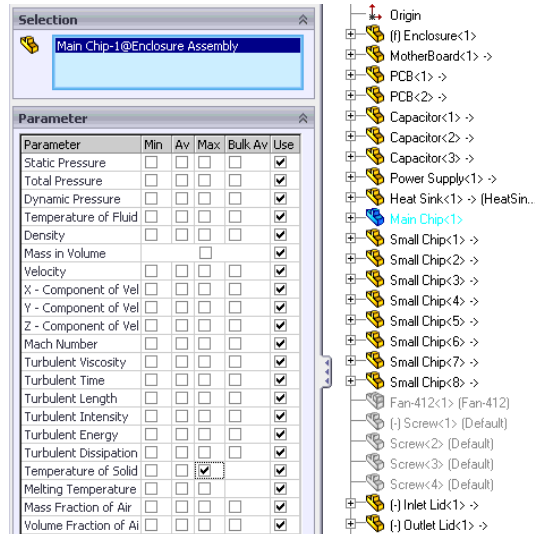 Selection
Main Chip-1@Enclosure Assembly
Parameter
Parameter Min Av Max Bulk Av Use
Static Pressure
Total Pressure
Dynamic Pressure
Temperature of Fluid
Density
Mass in Volume
Velocity
X - Component of Vel
Y - Component of Vel
Z - Component of Vel
Mach Number
Turbulent Viscosity
Turbulent Time
Turbulent Length
Turbulent Intensity
Turbulent Energy
Turbulent Dissipation
Temperature of Solid
Melting Temperature
Mass Fraction of Air
Volume Fraction of Ai
Origin
(f) Enclosure<1>
MotherBoard<1> ->
PCB<1> ->
PCB<2> ->
Capacitor<1> ->
Capacitor<2> ->
Capacitor<3> ->
Power Supply<1> ->
Heat Sink<1> -> (HeatSin...
Main Chip<1>
Small Chip<1> ->
Small Chip<2> ->
Small Chip<3> ->
Small Chip<4> ->
Small Chip<5> ->
Small Chip<6> ->
Small Chip<7> ->
Small Chip<8> ->
Fan-412<1> (Fan-412)
(-) Screw<1> (Default)
Screw<2> (Default)
Screw<3> (Default)
Screw<4> (Default)
(-) Inlet Lid<1> ->
(-) Outlet Lid<1> ->